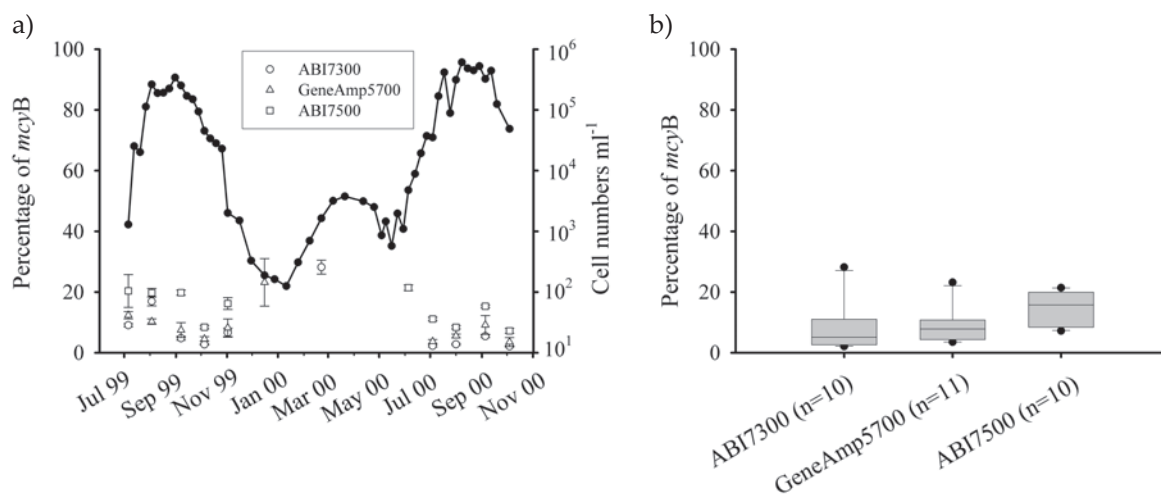 a)
100
80
60
40
20
0
Percentage of mcyB
ABI7300
GeneAmp5700
ABI7500
10⁶
10⁵
10⁴
10³
10²
10¹
Cell numbers ml⁻¹
Jul 99
Sep 99
Nov 99
Jan 00
Mar 00
May 00
Jul 00
Sep 00
Nov 00
b)
100
80
60
40
20
0
Percentage of mcyB
ABI7300 (n=10)
GeneAmp5700 (n=11)
ABI7500 (n=10)